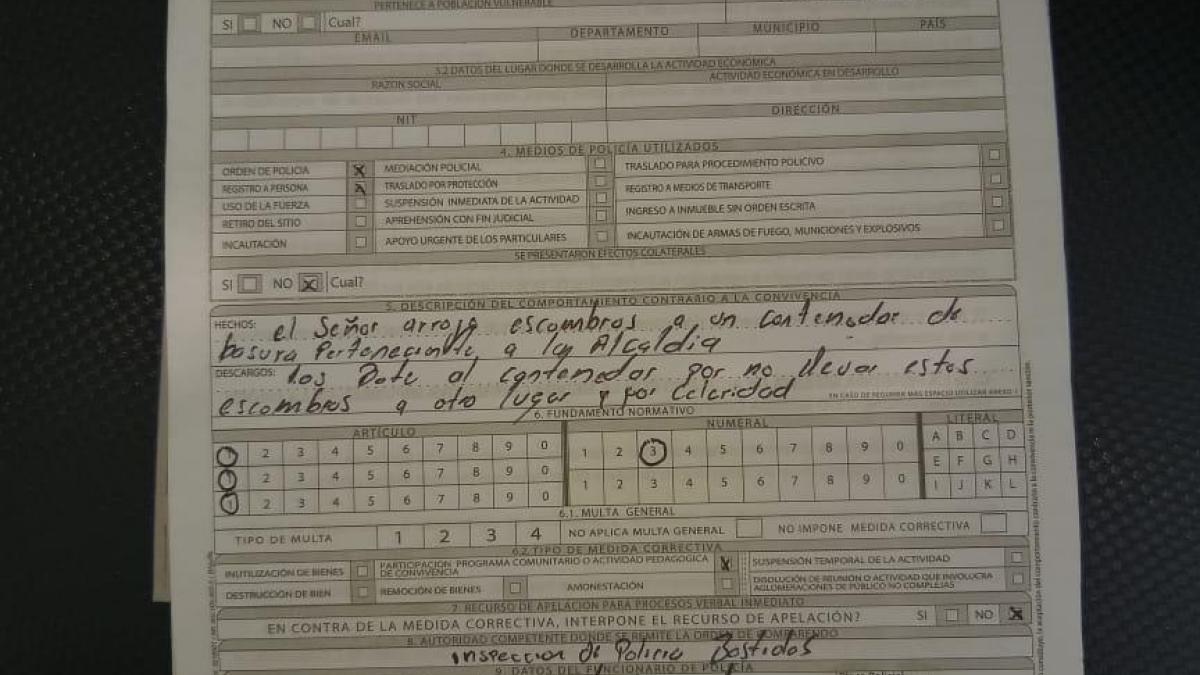 PERTENECE A POBLACIÓN VULNERABLE
SI NO Cual?
EMAIL DEPARTAMENTO MUNICIPIO PAÍS
3.2 DATOS DEL LUGAR DONDE SE DESARROLLA LA ACTIVIDAD ECONÓMICA
RAZON SOCIAL ACTIVIDAD ECONÓMICA EN DESARROLLO
NIT DIRECCIÓN
4. MEDIOS DE POLICÍA UTILIZADOS
ORDEN DE POLICIA X MEDIACIÓN POLICIAL TRASLADO PARA PROCEDIMIENTO POLICIVO
REGISTRO A PERSONA X TRASLADO POR PROTECCIÓN REGISTRO A MEDIOS DE TRANSPORTE
USO DE LA FUERZA SUSPENSIÓN INMEDIATA DE LA ACTIVIDAD INGRESO A INMUEBLE SIN ORDEN ESCRITA
RETIRO DEL SITIO APREHENSIÓN CON FIN JUDICIAL
INCAUTACIÓN APOYO URGENTE DE LOS PARTICULARES INCAUTACIÓN DE ARMAS DE FUEGO, MUNICIONES Y EXPLOSIVOS
SE PRESENTARON EFECTOS COLATERALES
SI NO X Cual?
5. DESCRIPCIÓN DEL COMPORTAMIENTO CONTRARIO A LA CONVIVENCIA
HECHOS: el Señor arroja escombros a un contenedor de
basura Perteneciente a la Alcaldia
DESCARGOS: los Bote al contenedor por no llevar estos
escombros a otro lugar y por Celeridad EN CASO DE REQUERIR MAS ESPACIO UTILIZAR ANEXO 1
6. FUNDAMENTO NORMATIVO
ARTÍCULO NUMERAL LITERAL
1 2 3 4 5 6 7 8 9 0 1 2 3 4 5 6 7 8 9 0 A B C D
1 2 3 4 5 6 7 8 9 0 1 2 3 4 5 6 7 8 9 0 E F G H
1 2 3 4 5 6 7 8 9 0 I J K L
6.1. MULTA GENERAL
TIPO DE MULTA 1 2 3 4 NO APLICA MULTA GENERAL NO IMPONE MEDIDA CORRECTIVA
6.2. TIPO DE MEDIDA CORRECTIVA
INUTILIZACIÓN DE BIENES PARTICIPACIÓN PROGRAMA COMUNITARIO O ACTIVIDAD PEDAGÓGICA DE CONVIVENCIA X SUSPENSIÓN TEMPORAL DE LA ACTIVIDAD
DESTRUCCIÓN DE BIEN REMOCIÓN DE BIENES AMONESTACIÓN DISOLUCIÓN DE REUNIÓN O ACTIVIDAD QUE INVOLUCRA AGLOMERACIONES DE PÚBLICO NO COMPLEJAS
7. RECURSO DE APELACIÓN PARA PROCESOS VERBAL INMEDIATO
EN CONTRA DE LA MEDIDA CORRECTIVA, INTERPONE EL RECURSO DE APELACIÓN? SI NO X
8. AUTORIDAD COMPETENTE DONDE SE REMITE LA ORDEN DE COMPARENDO
inspeccion de Policia Bastidas
9. DATOS DEL FUNCIONARIO DE POLICÍA